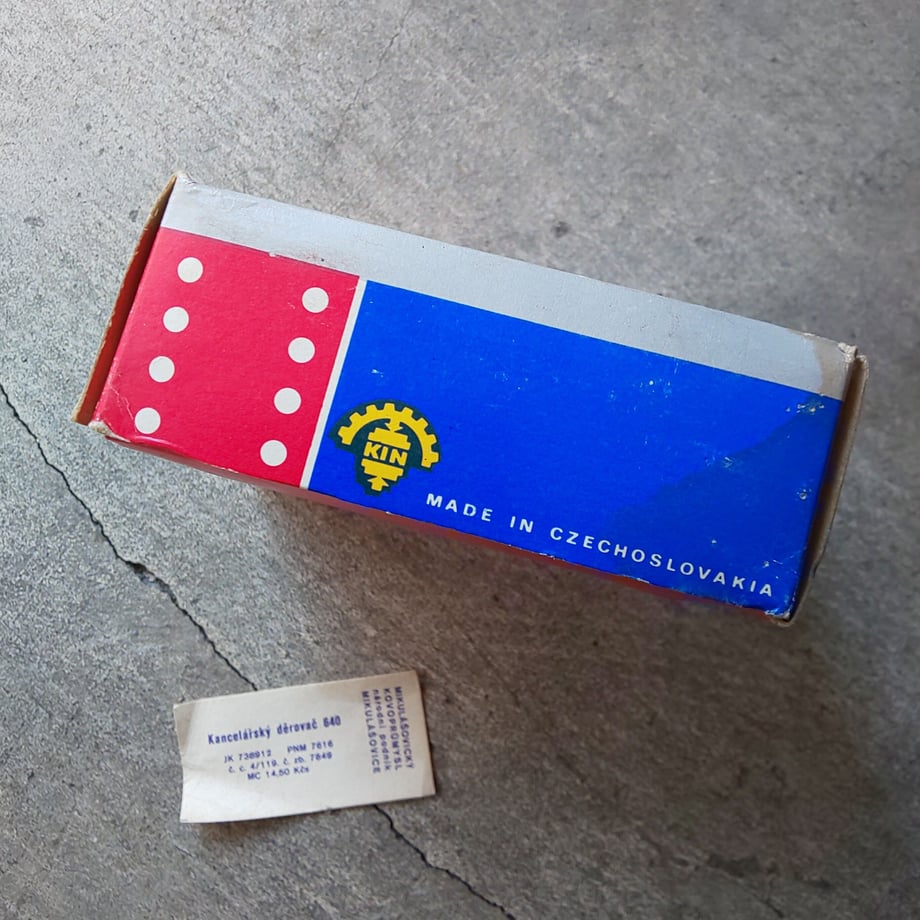 KIN
MADE IN CZECHOSLOVAKIA
Kancelářský děrovač 640
JK 738912 PNM 7616
č. c. 4/119. č. zb. 7849
MC 14,50 Kčs
MIKULÁŠOVICKÝ
KOVOPRŮMYSL
národní podnik
MIKULÁŠOVICE